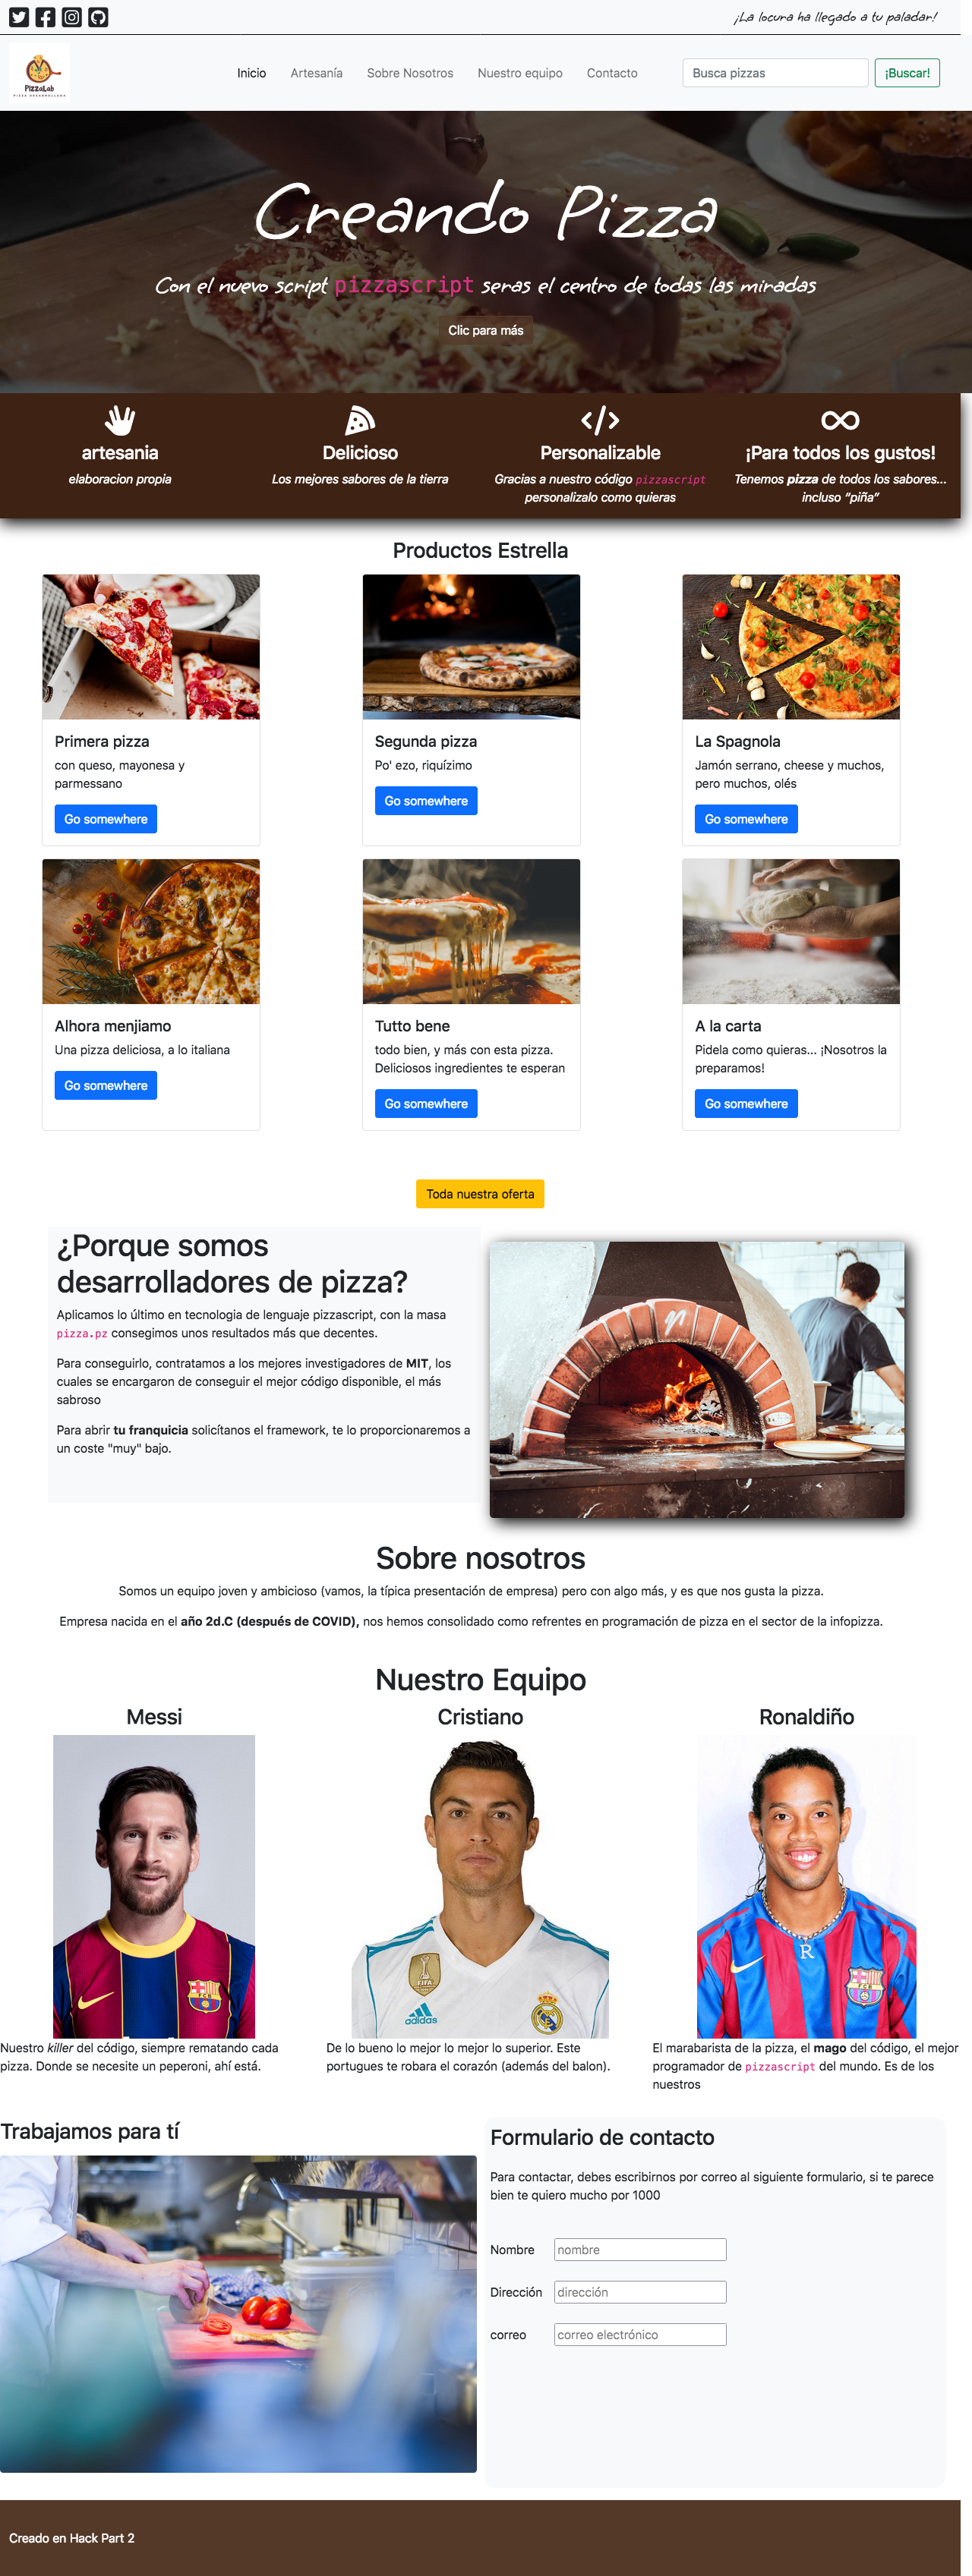 ¡La locura ha llegado a tu paladar!
PizzaLab
PIZZA DESARROLLADA
Inicio Artesanía Sobre Nosotros Nuestro equipo Contacto Busca pizzas ¡Buscar!
Creando Pizza
Con el nuevo script pizzascript seras el centro de todas las miradas
Clic para más
artesania
elaboracion propia
Delicioso
Los mejores sabores de la tierra
Personalizable
Gracias a nuestro código pizzascript
personalizalo como quieras
¡Para todos los gustos!
Tenemos pizza de todos los sabores...
incluso “piña”
Productos Estrella
Primera pizza
con queso, mayonesa y
parmessano
Go somewhere
Segunda pizza
Po' ezo, riquízimo
Go somewhere
La Spagnola
Jamón serrano, cheese y muchos,
pero muchos, olés
Go somewhere
Alhora menjiamo
Una pizza deliciosa, a lo italiana
Go somewhere
Tutto bene
todo bien, y más con esta pizza.
Deliciosos ingredientes te esperan
Go somewhere
A la carta
Pidela como quieras... ¡Nosotros la
preparamos!
Go somewhere
Toda nuestra oferta
¿Porque somos
desarrolladores de pizza?
Aplicamos lo último en tecnologia de lenguaje pizzascript, con la masa
pizza.pz consegimos unos resultados más que decentes.
Para conseguirlo, contratamos a los mejores investigadores de MIT, los
cuales se encargaron de conseguir el mejor código disponible, el más
sabroso
Para abrir tu franquicia solicítanos el framework, te lo proporcionaremos a
un coste "muy" bajo.
Sobre nosotros
Somos un equipo joven y ambicioso (vamos, la típica presentación de empresa) pero con algo más, y es que nos gusta la pizza.
Empresa nacida en el año 2d.C (después de COVID), nos hemos consolidado como refrentes en programación de pizza en el sector de la infopizza.
Nuestro Equipo
Messi
Nuestro killer del código, siempre rematando cada
pizza. Donde se necesite un peperoni, ahí está.
Cristiano
FIFA
adidas
De lo bueno lo mejor lo mejor lo superior. Este
portugues te robara el corazón (además del balon).
Ronaldiño
R
El marabarista de la pizza, el mago del código, el mejor
programador de pizzascript del mundo. Es de los
nuestros
Trabajamos para tí
Formulario de contacto
Para contactar, debes escribirnos por correo al siguiente formulario, si te parece
bien te quiero mucho por 1000
Nombre nombre
Dirección dirección
correo correo electrónico
Creado en Hack Part 2